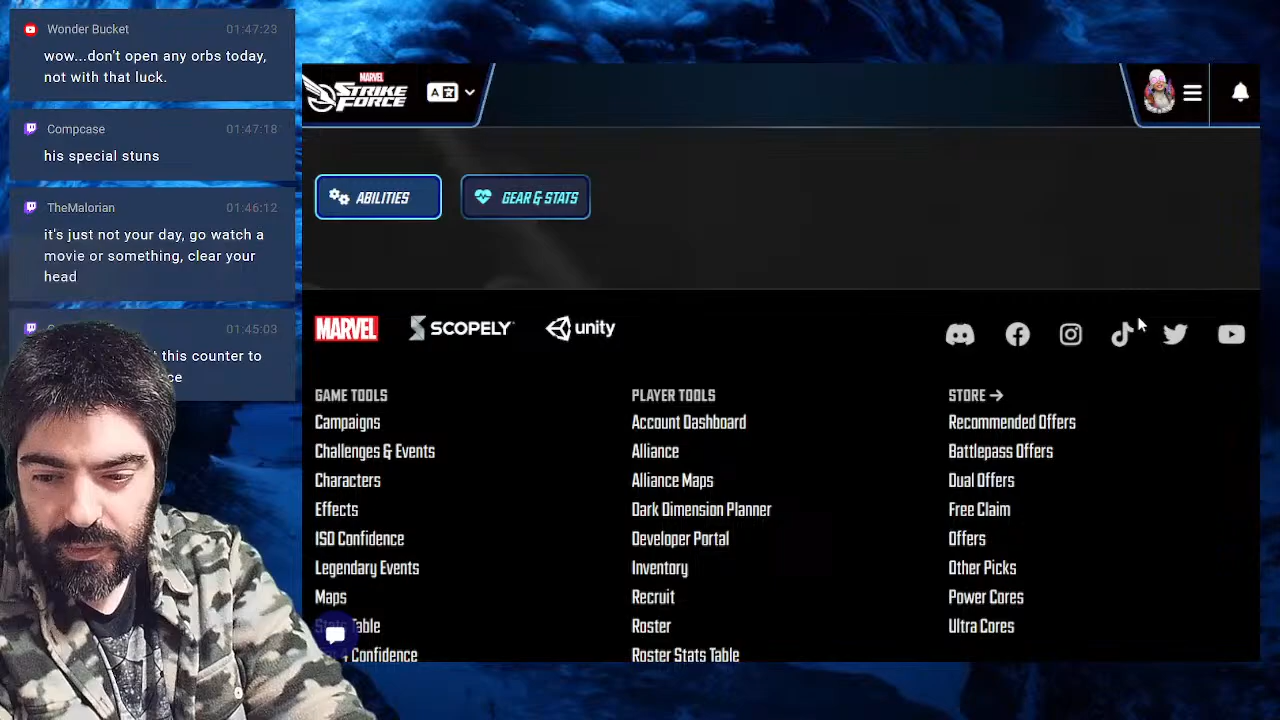 Wonder Bucket 01:47:23
wow...don't open any orbs today,
not with that luck.
Compcase 01:47:18
his special stuns
TheMalorian 01:46:12
it's just not your day, go watch a
movie or something, clear your
head
01:45:03
this counter to
MARVEL
STRIKE
FORCE
ABILITIES GEAR & STATS
MARVEL SCOPELY unity
GAME TOOLS
Campaigns
Challenges & Events
Characters
Effects
ISO Confidence
Legendary Events
Maps
Table
Confidence
PLAYER TOOLS
Account Dashboard
Alliance
Alliance Maps
Dark Dimension Planner
Developer Portal
Inventory
Recruit
Roster
Roster Stats Table
STORE →
Recommended Offers
Battlepass Offers
Dual Offers
Free Claim
Offers
Other Picks
Power Cores
Ultra Cores